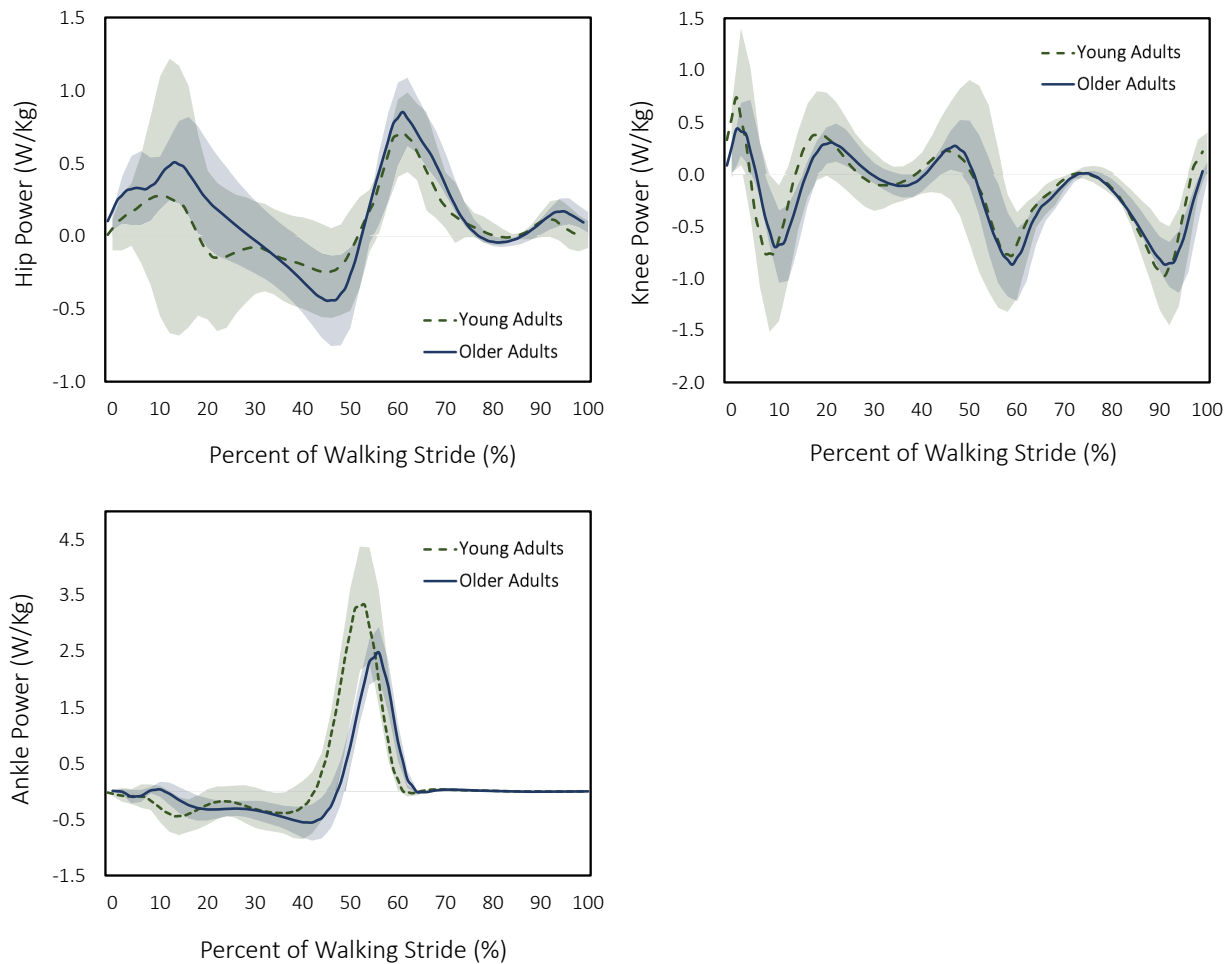 1.5
1.0
0.5
0.0
-0.5
-1.0
Hip Power (W/Kg)
Young Adults
Older Adults
0 10 20 30 40 50 60 70 80 90 100
Percent of Walking Stride (%)
1.5
1.0
0.5
0.0
-0.5
-1.0
-1.5
-2.0
Knee Power (W/Kg)
Young Adults
Older Adults
0 10 20 30 40 50 60 70 80 90 100
Percent of Walking Stride (%)
4.5
3.5
2.5
1.5
0.5
-0.5
-1.5
Ankle Power (W/Kg)
Young Adults
Older Adults
0 10 20 30 40 50 60 70 80 90 100
Percent of Walking Stride (%)